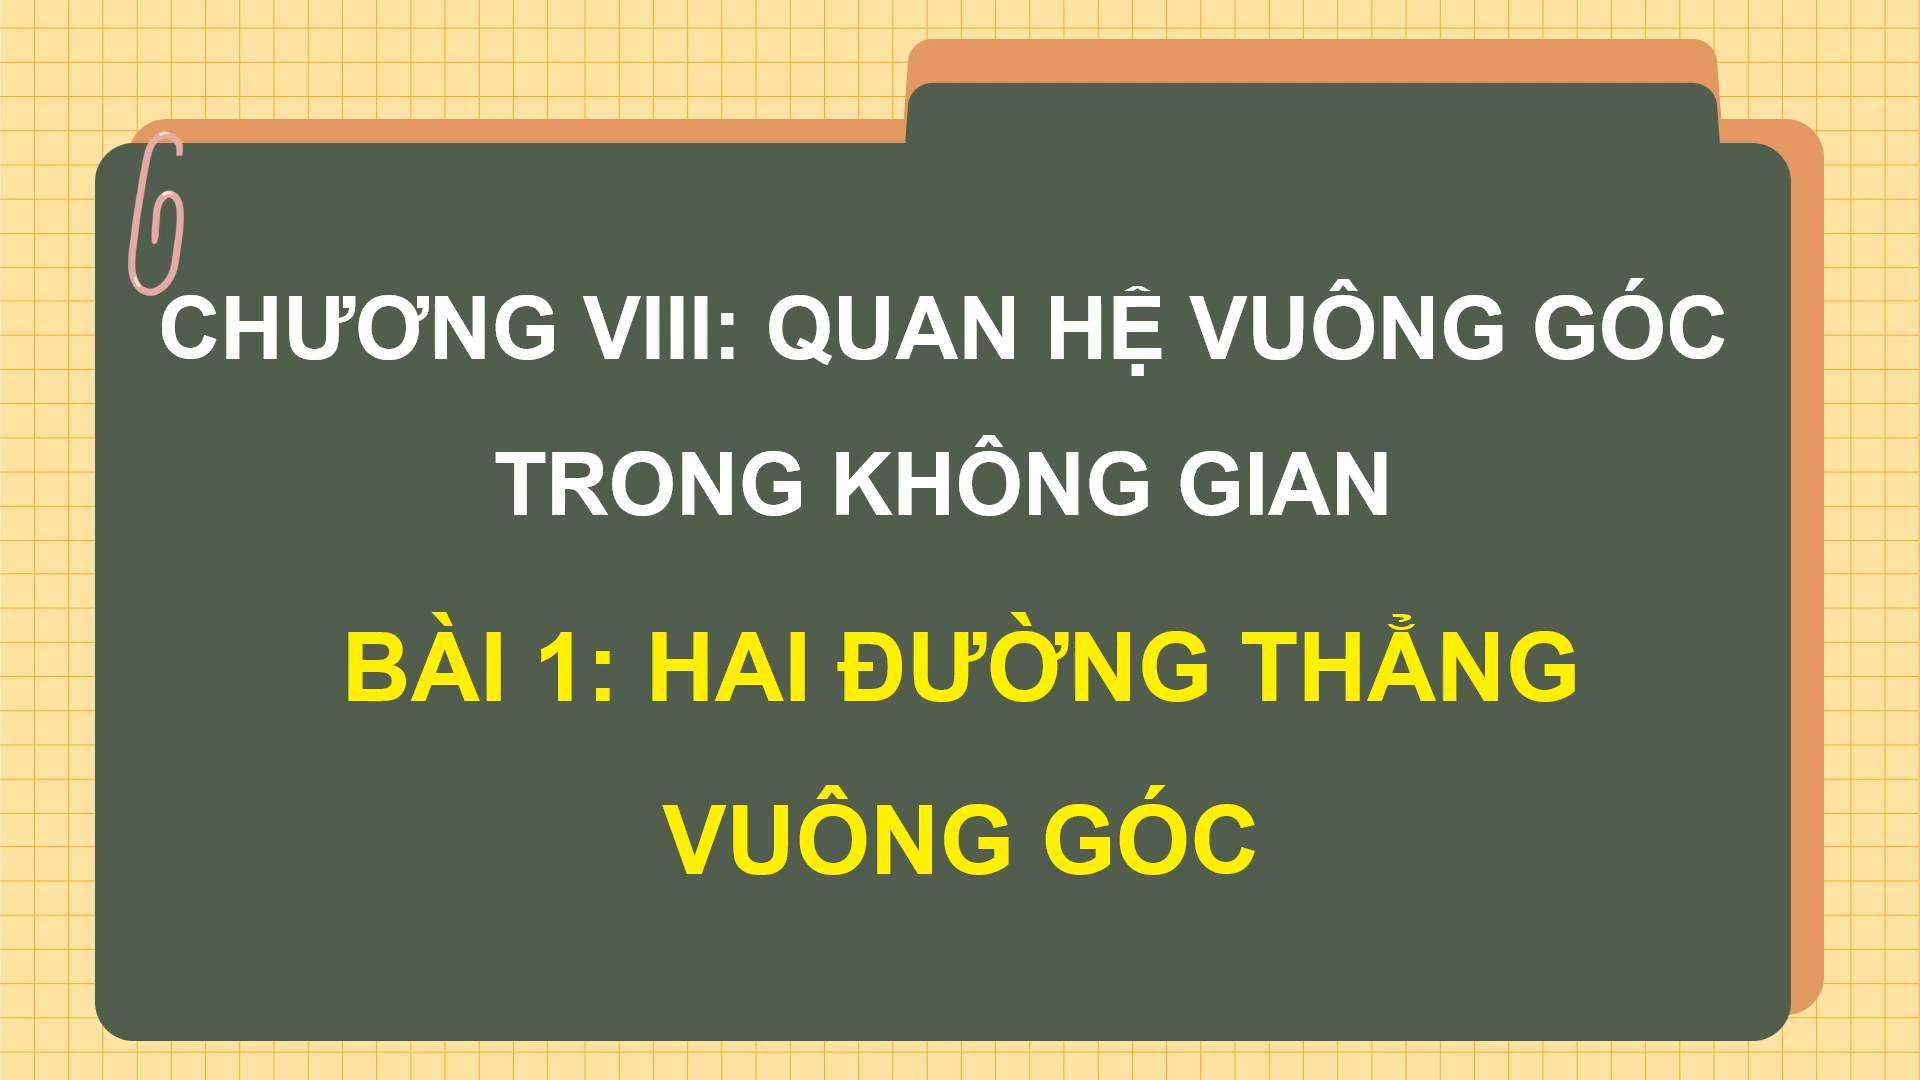 CHƯƠNG VIII: QUAN HỆ VUÔNG GÓC
TRONG KHÔNG GIAN
BÀI 1: HAI ĐƯỜNG THẲNG
VUÔNG GÓC